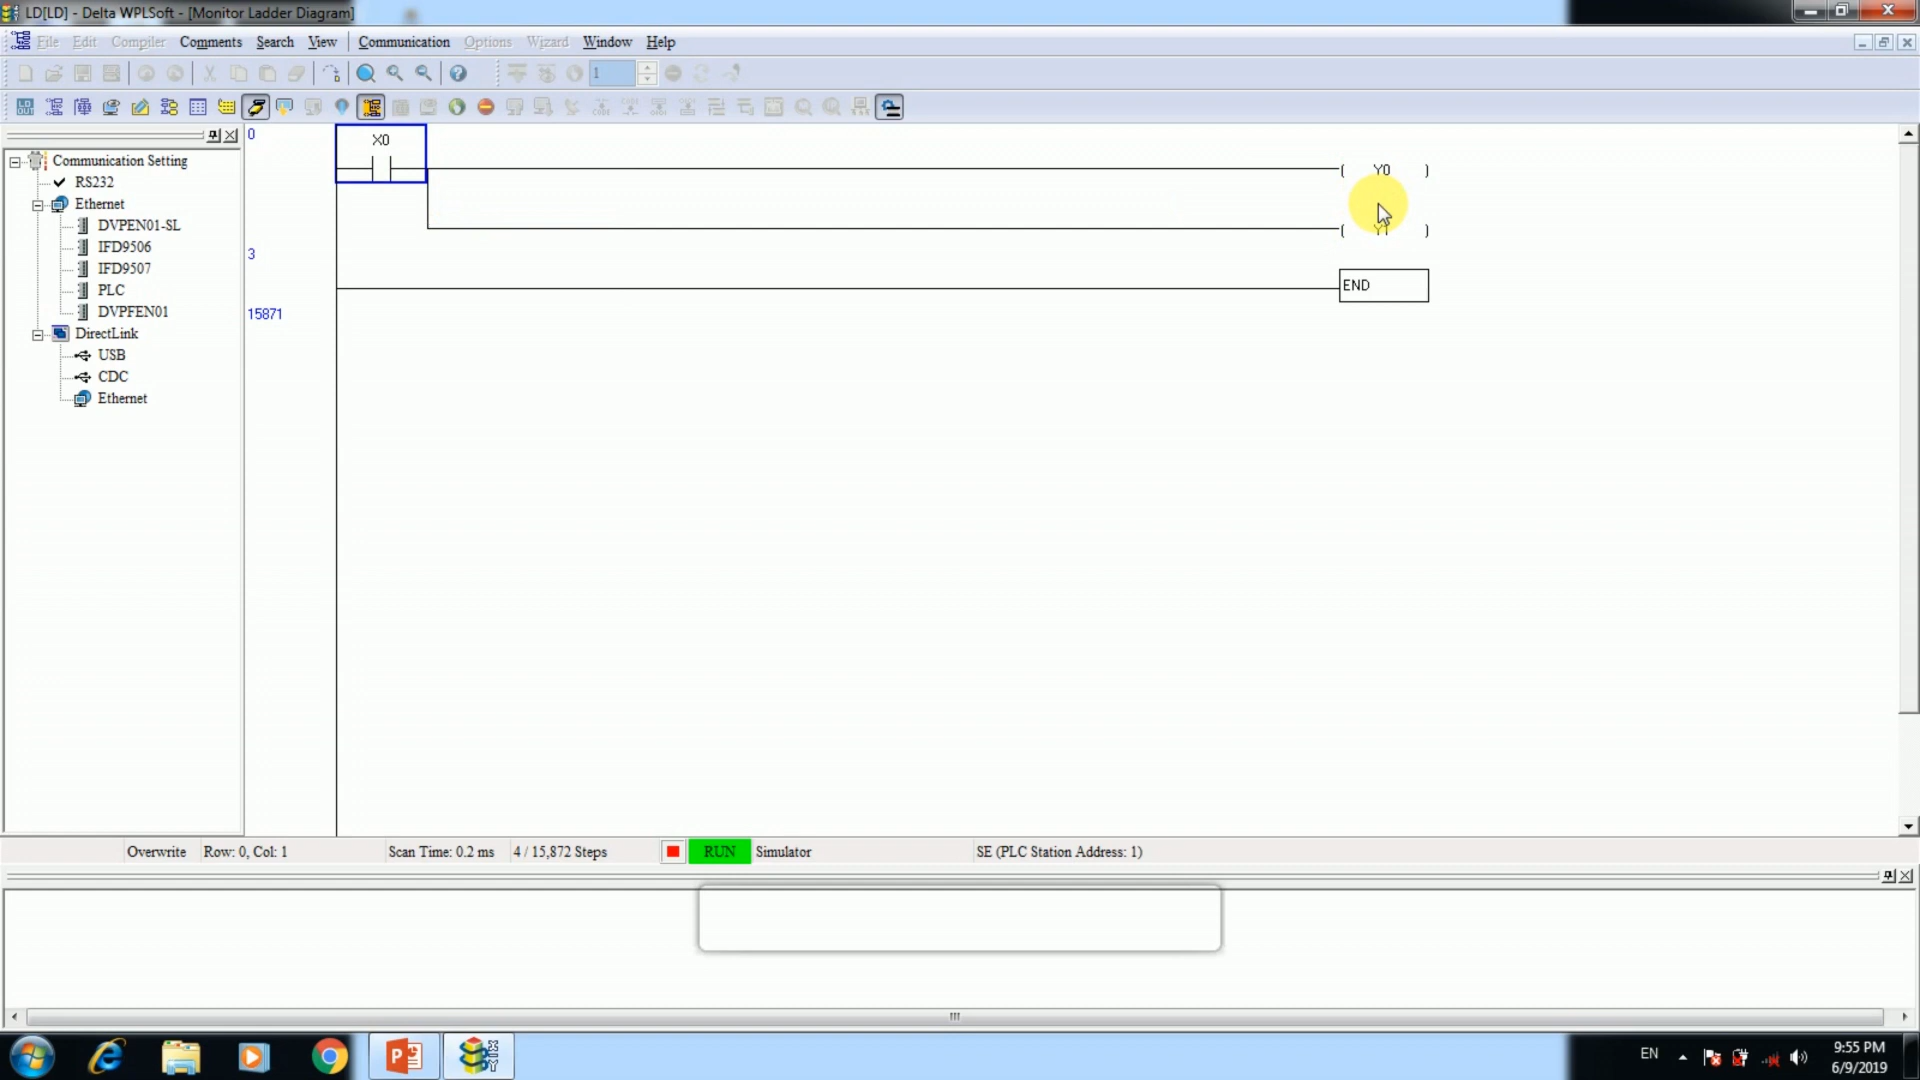 LD[LD] - Delta WPLSoft - [Monitor Ladder Diagram]
File Edit Compiler Comments Search View Communication Options Wizard Window Help
1
Communication Setting
RS232
Ethernet
DVPEN01-SL
IFD9506
IFD9507
PLC
DVPFEN01
DirectLink
USB
CDC
Ethernet
0
X0
Y0
Y1
3
END
15871
Overwrite Row: 0, Col: 1 Scan Time: 0.2 ms 4 / 15,872 Steps RUN Simulator SE (PLC Station Address: 1)
EN
9:55 PM
6/9/2019